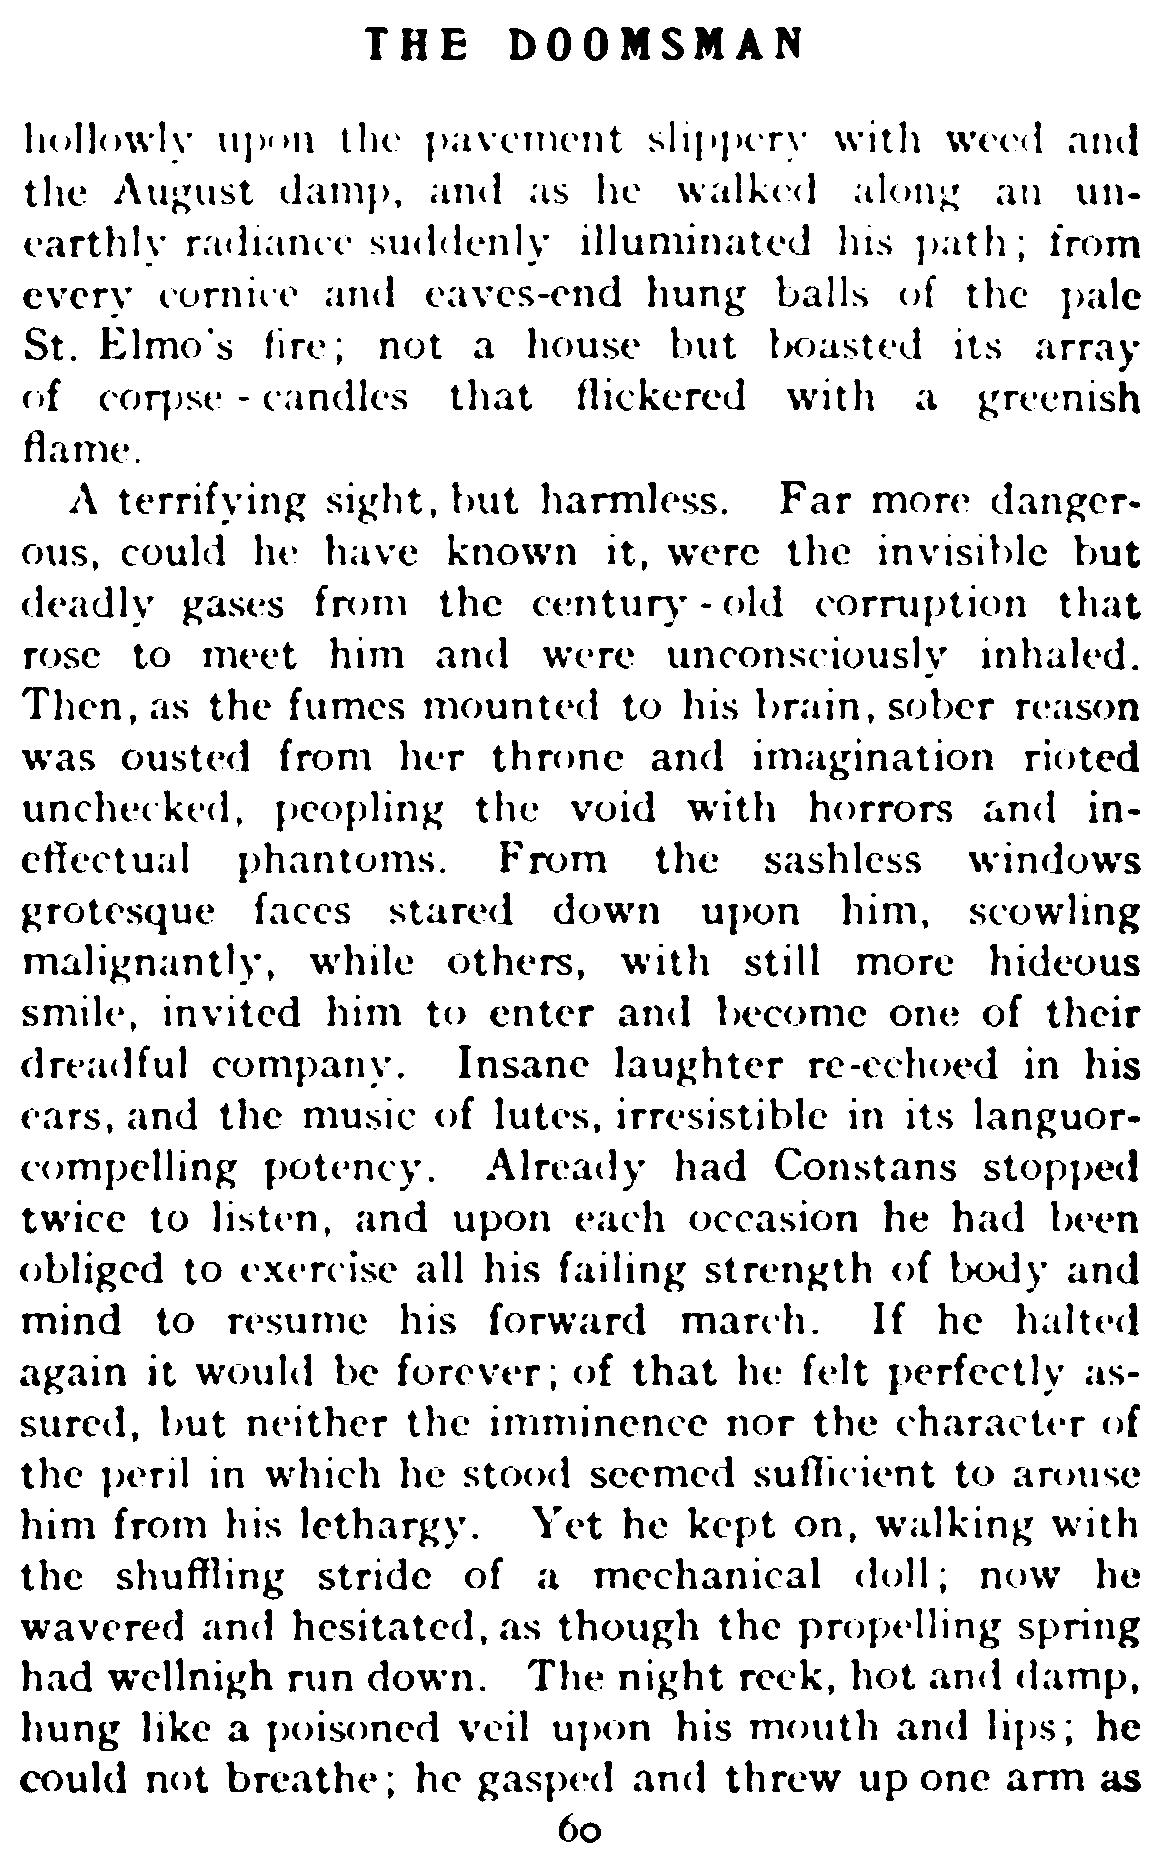 THE DOOMSMAN
hollowly upon the pavement slippery with weed and
the August damp, and as he walked along an un-
earthly radiance suddenly illuminated his path; from
every cornice and eaves-end hung balls of the pale
St. Elmo's fire; not a house but boasted its array
of corpse-candles that flickered with a greenish
flame.
A terrifying sight, but harmless. Far more danger-
ous, could he have known it, were the invisible but
deadly gases from the century-old corruption that
rose to meet him and were unconsciously inhaled.
Then, as the fumes mounted to his brain, sober reason
was ousted from her throne and imagination rioted
unchecked, peopling the void with horrors and in-
effectual phantoms. From the sashless windows
grotesque faces stared down upon him, scowling
malignantly, while others, with still more hideous
smile, invited him to enter and become one of their
dreadful company. Insane laughter re-echoed in his
ears, and the music of lutes, irresistible in its languor-
compelling potency. Already had Constans stopped
twice to listen, and upon each occasion he had been
obliged to exercise all his failing strength of body and
mind to resume his forward march. If he halted
again it would be forever; of that he felt perfectly as-
sured, but neither the imminence nor the character of
the peril in which he stood seemed sufficient to arouse
him from his lethargy. Yet he kept on, walking with
the shuffling stride of a mechanical doll; now he
wavered and hesitated, as though the propelling spring
had wellnigh run down. The night reek, hot and damp,
hung like a poisoned veil upon his mouth and lips; he
could not breathe; he gasped and threw up one arm as
60